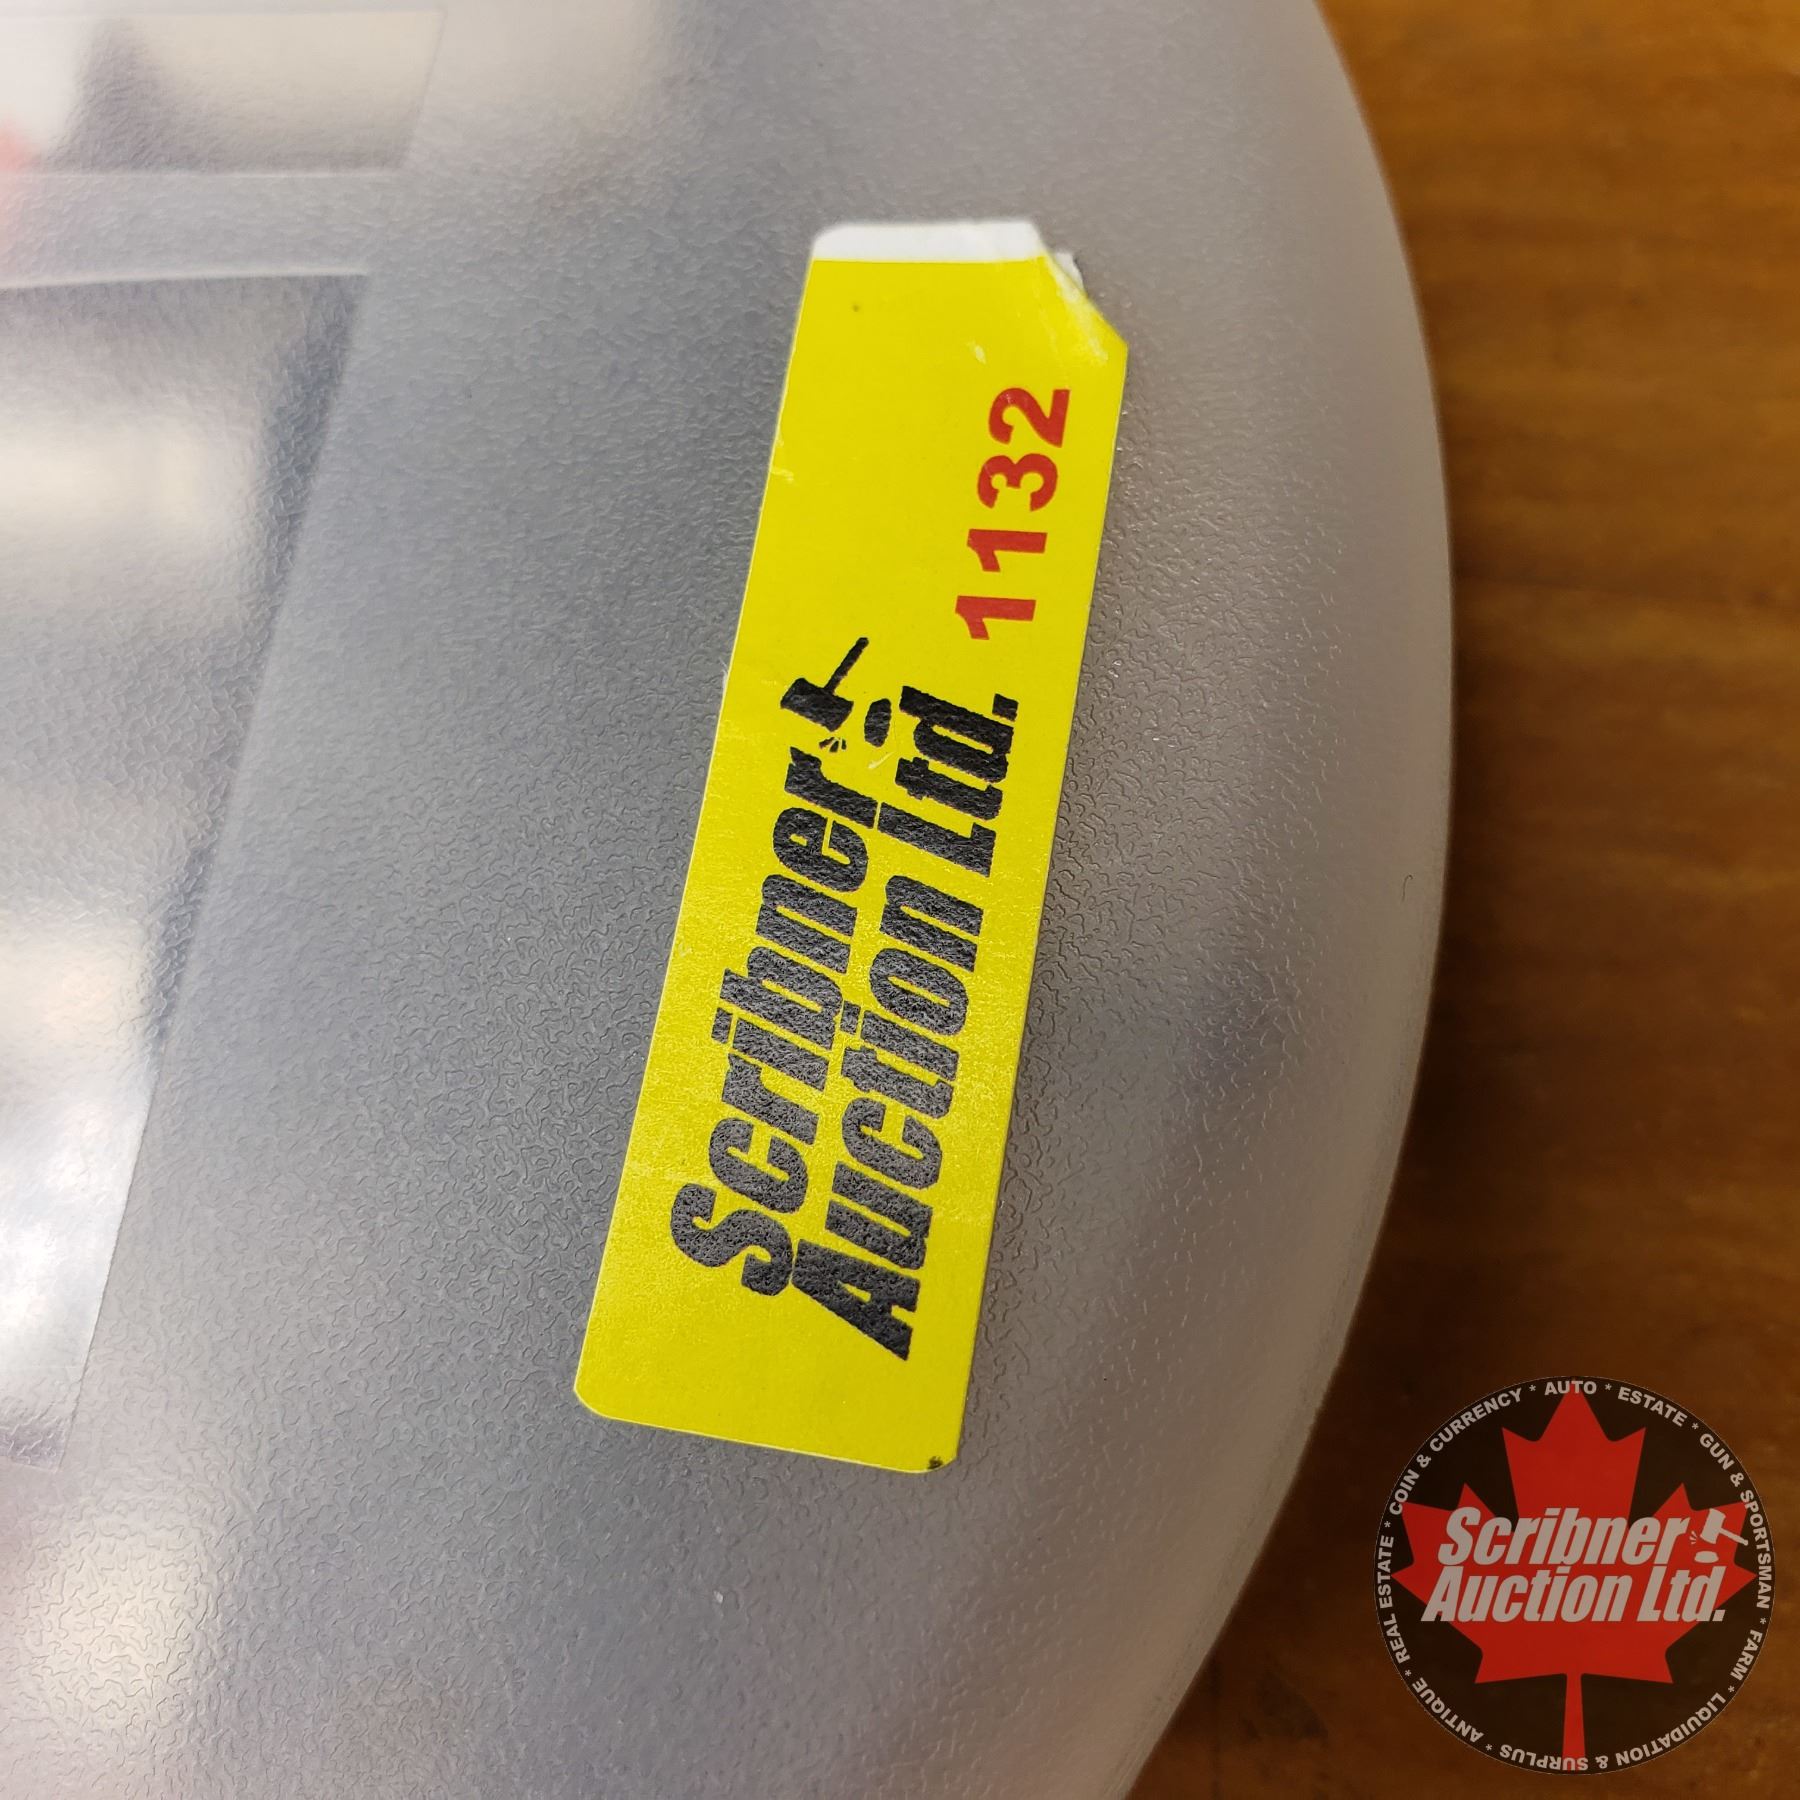 Scribner
Auction Ltd. 1132
REAL ESTATE * COIN & CURRENCY * AUTO * ESTATE * GUN & SPORTSMAN * FARM * LIQUIDATION & SURPLUS * ANTIQUE *
Scribner
Auction Ltd.